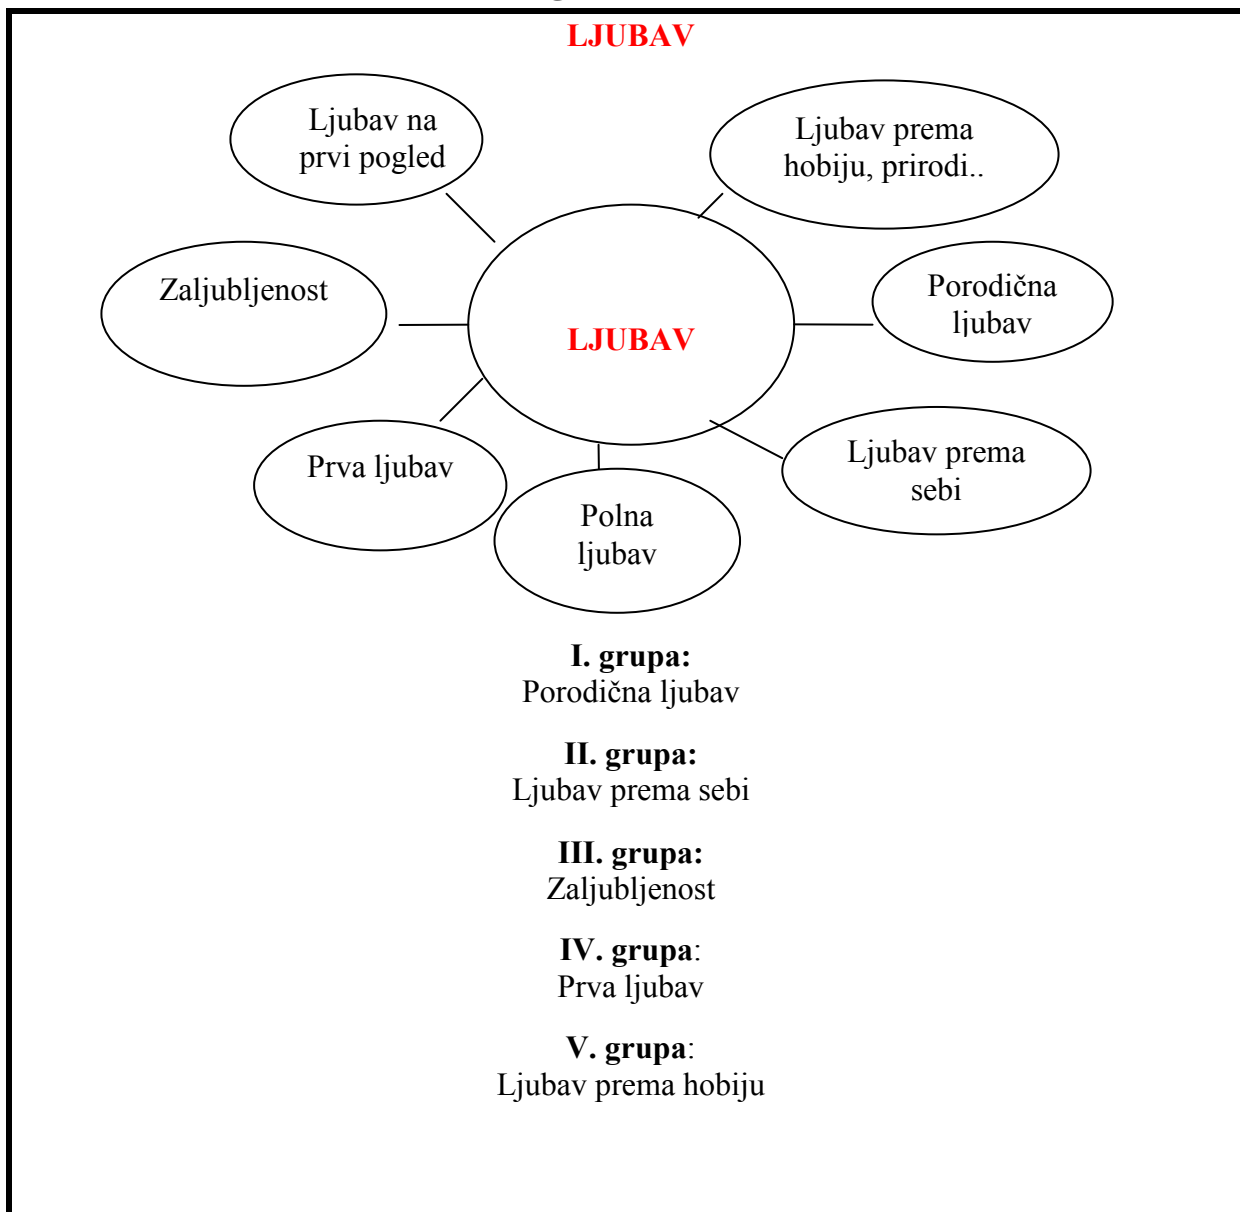 LJUBAV
Ljubav na
prvi pogled
Ljubav prema
hobiju, prirodi..
Zaljubljenost
Porodična
ljubav
LJUBAV
Prva ljubav
Ljubav prema
sebi
Polna
ljubav
I. grupa:
Porodična ljubav
II. grupa:
Ljubav prema sebi
III. grupa:
Zaljubljenost
IV. grupa:
Prva ljubav
V. grupa:
Ljubav prema hobiju